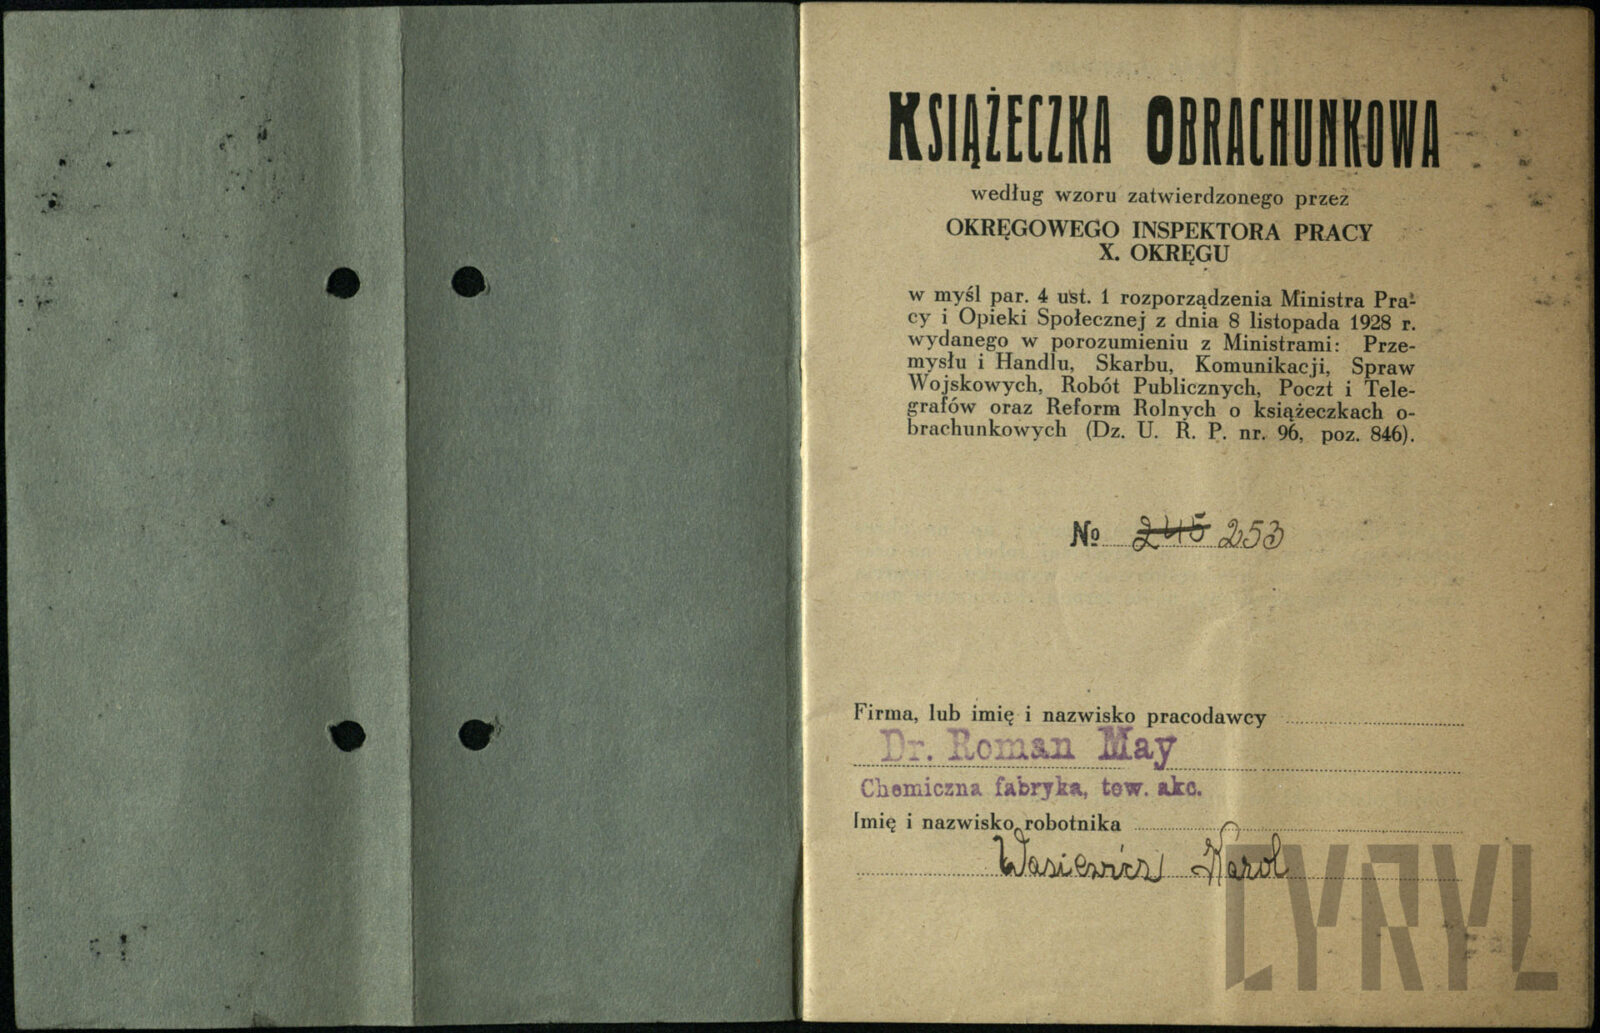 KSIĄŻECZKA OBRACHUNKOWA
według wzoru zatwierdzonego przez
OKRĘGOWEGO INSPEKTORA PRACY
X. OKRĘGU
w myśl par. 4 ust. 1 rozporządzenia Ministra Pra-
cy i Opieki Społecznej z dnia 8 listopada 1928 r.
wydanego w porozumieniu z Ministrami: Prze-
mysłu i Handlu, Skarbu, Komunikacji, Spraw
Wojskowych, Robót Publicznych, Poczt i Tele-
grafów oraz Reform Rolnych o książeczkach o-
brachunkowych (Dz. U. R. P. nr. 96, poz. 846).
№ 245 253
Firma, lub imię i nazwisko pracodawcy
Dr. Roman May
Chemiczna fabryka, tow. akc.
Imię i nazwisko robotnika
Wasiewicz Karol
CYRYL